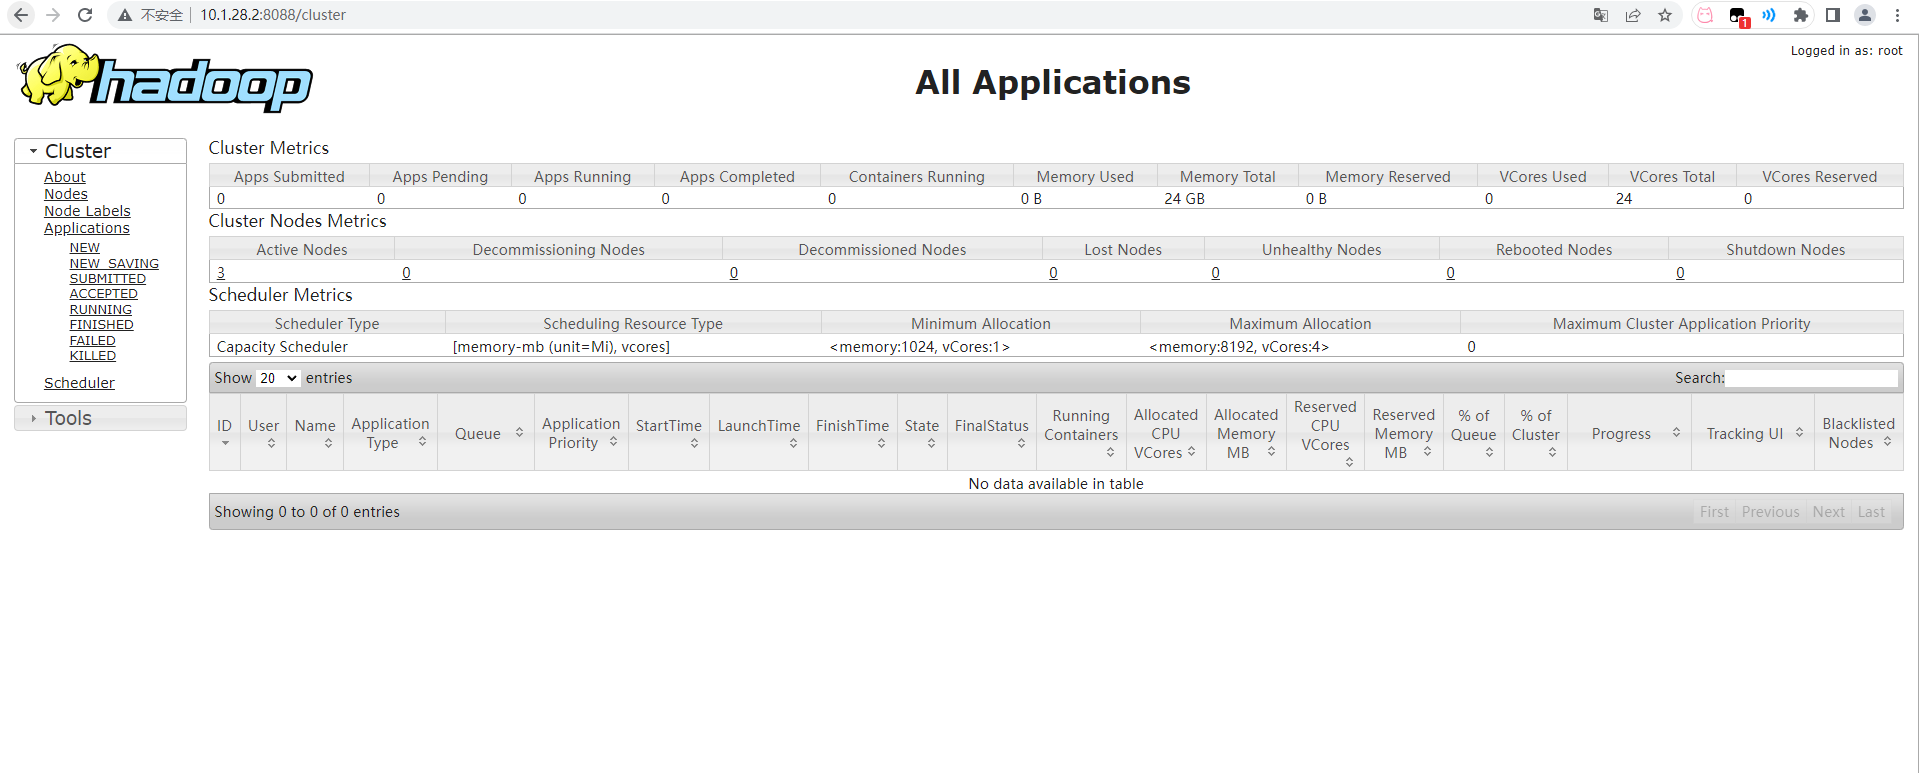 不安全 10.1.28.2:8088/cluster
1
Logged in as: root
hadoop
All Applications
Cluster
About
Nodes
Node Labels
Applications
NEW
NEW_SAVING
SUBMITTED
ACCEPTED
RUNNING
FINISHED
FAILED
KILLED
Scheduler
Tools
Cluster Metrics
Apps Submitted Apps Pending Apps Running Apps Completed Containers Running Memory Used Memory Total Memory Reserved VCores Used VCores Total VCores Reserved
0 0 0 0 0 0 B 24 GB 0 B 0 24 0
Cluster Nodes Metrics
Active Nodes Decommissioning Nodes Decommissioned Nodes Lost Nodes Unhealthy Nodes Rebooted Nodes Shutdown Nodes
3 0 0 0 0 0 0
Scheduler Metrics
Scheduler Type Scheduling Resource Type Minimum Allocation Maximum Allocation Maximum Cluster Application Priority
Capacity Scheduler [memory-mb (unit=Mi), vcores] <memory:1024, vCores:1> <memory:8192, vCores:4> 0
Show 20 entries Search:
ID User Name Application Type Queue Application Priority StartTime LaunchTime FinishTime State FinalStatus Running Containers Allocated CPU VCores Allocated Memory MB Reserved CPU VCores Reserved Memory MB % of Queue % of Cluster Progress Tracking UI Blacklisted Nodes
No data available in table
Showing 0 to 0 of 0 entries First Previous Next Last